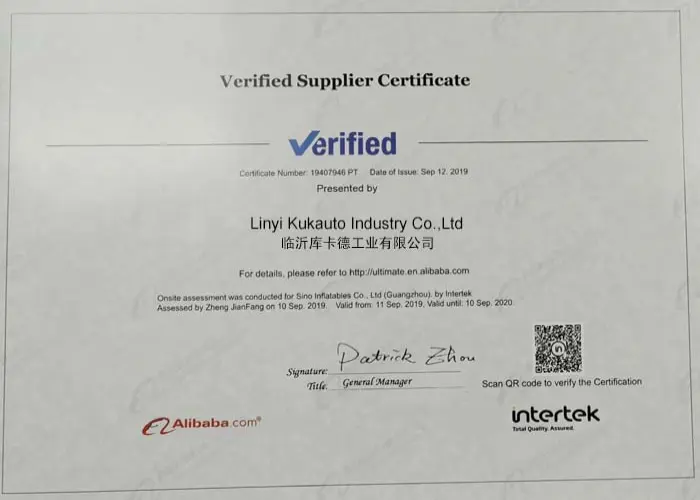 Verified Supplier Certificate
Verified
Certificate Number: 19407946 PT Date of Issue: Sep 12. 2019
Presented by
Linyi Kukauto Industry Co.,Ltd
临沂库卡德工业有限公司
For details, please refer to http://ultimate.en.alibaba.com
Onsite assessment was conducted for Sino Inflatables Co., Ltd (Guangzhou). by Intertek
Assessed by Zheng JianFang on 10 Sep. 2019. Valid from: 11 Sep. 2019, Valid until: 10 Sep. 2020.
Signature: Patrick Zhou
Title: General Manager
Scan QR code to verify the Certification
Alibaba.com®
intertek
Total Quality. Assured.